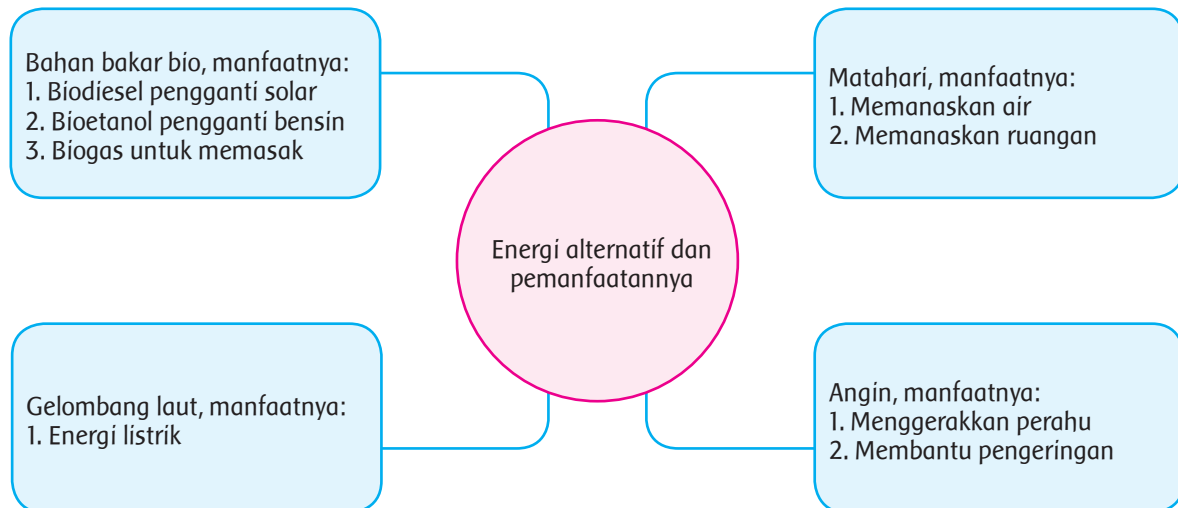 Bahan bakar bio, manfaatnya:
1. Biodiesel pengganti solar
2. Bioetanol pengganti bensin
3. Biogas untuk memasak
Matahari, manfaatnya:
1. Memanaskan air
2. Memanaskan ruangan
Energi alternatif dan
pemanfaatannya
Gelombang laut, manfaatnya:
1. Energi listrik
Angin, manfaatnya:
1. Menggerakkan perahu
2. Membantu pengeringan